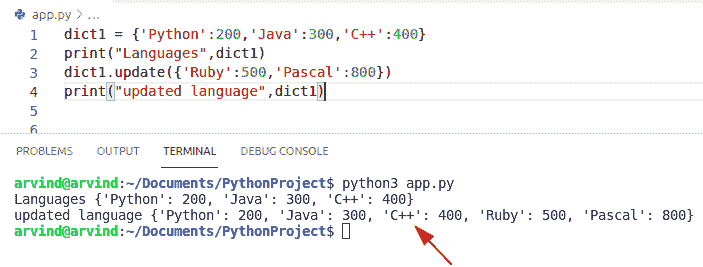 app.py > ...
1 dict1 = {'Python':200,'Java':300,'C++':400}
2 print("Languages",dict1)
3 dict1.update({'Ruby':500,'Pascal':800})
4 print("updated language",dict1)
5
6
PROBLEMS OUTPUT TERMINAL DEBUG CONSOLE
arvind@arvind:~/Documents/PythonProject$ python3 app.py
Languages {'Python': 200, 'Java': 300, 'C++': 400}
updated language {'Python': 200, 'Java': 300, 'C++': 400, 'Ruby': 500, 'Pascal': 800}
arvind@arvind:~/Documents/PythonProject$